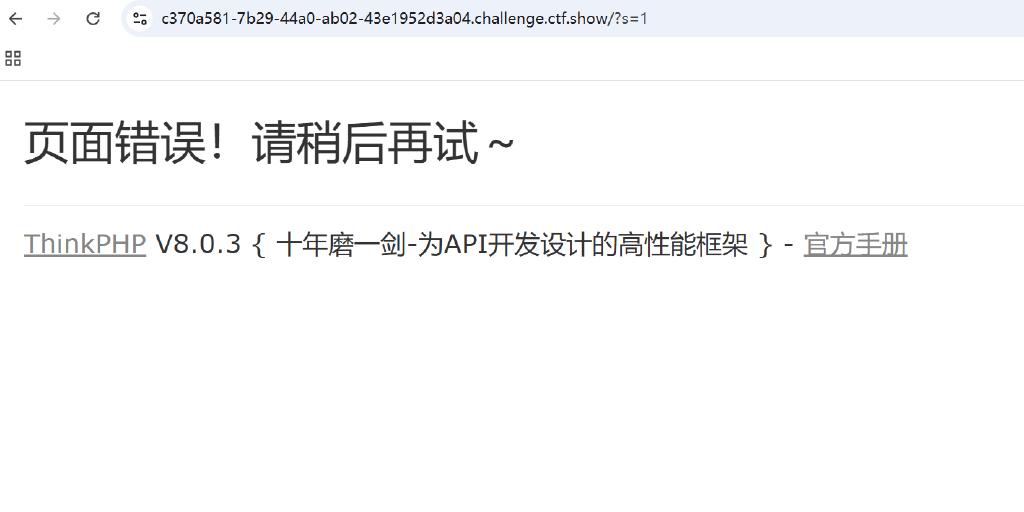 c370a581-7b29-44a0-ab02-43e1952d3a04.challenge.ctf.show/?s=1
页面错误！请稍后再试～
ThinkPHP V8.0.3 { 十年磨一剑-为API开发设计的高性能框架 } - 官方手册